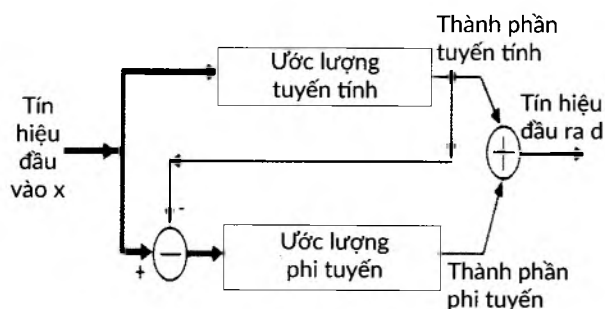 Thành phần
tuyến tính
Ước lượng
tuyến tính
Tín
hiệu
đầu
vào x
Tín hiệu
đầu ra d
+
-
−
+
Ước lượng
phi tuyến
Thành phần
phi tuyến